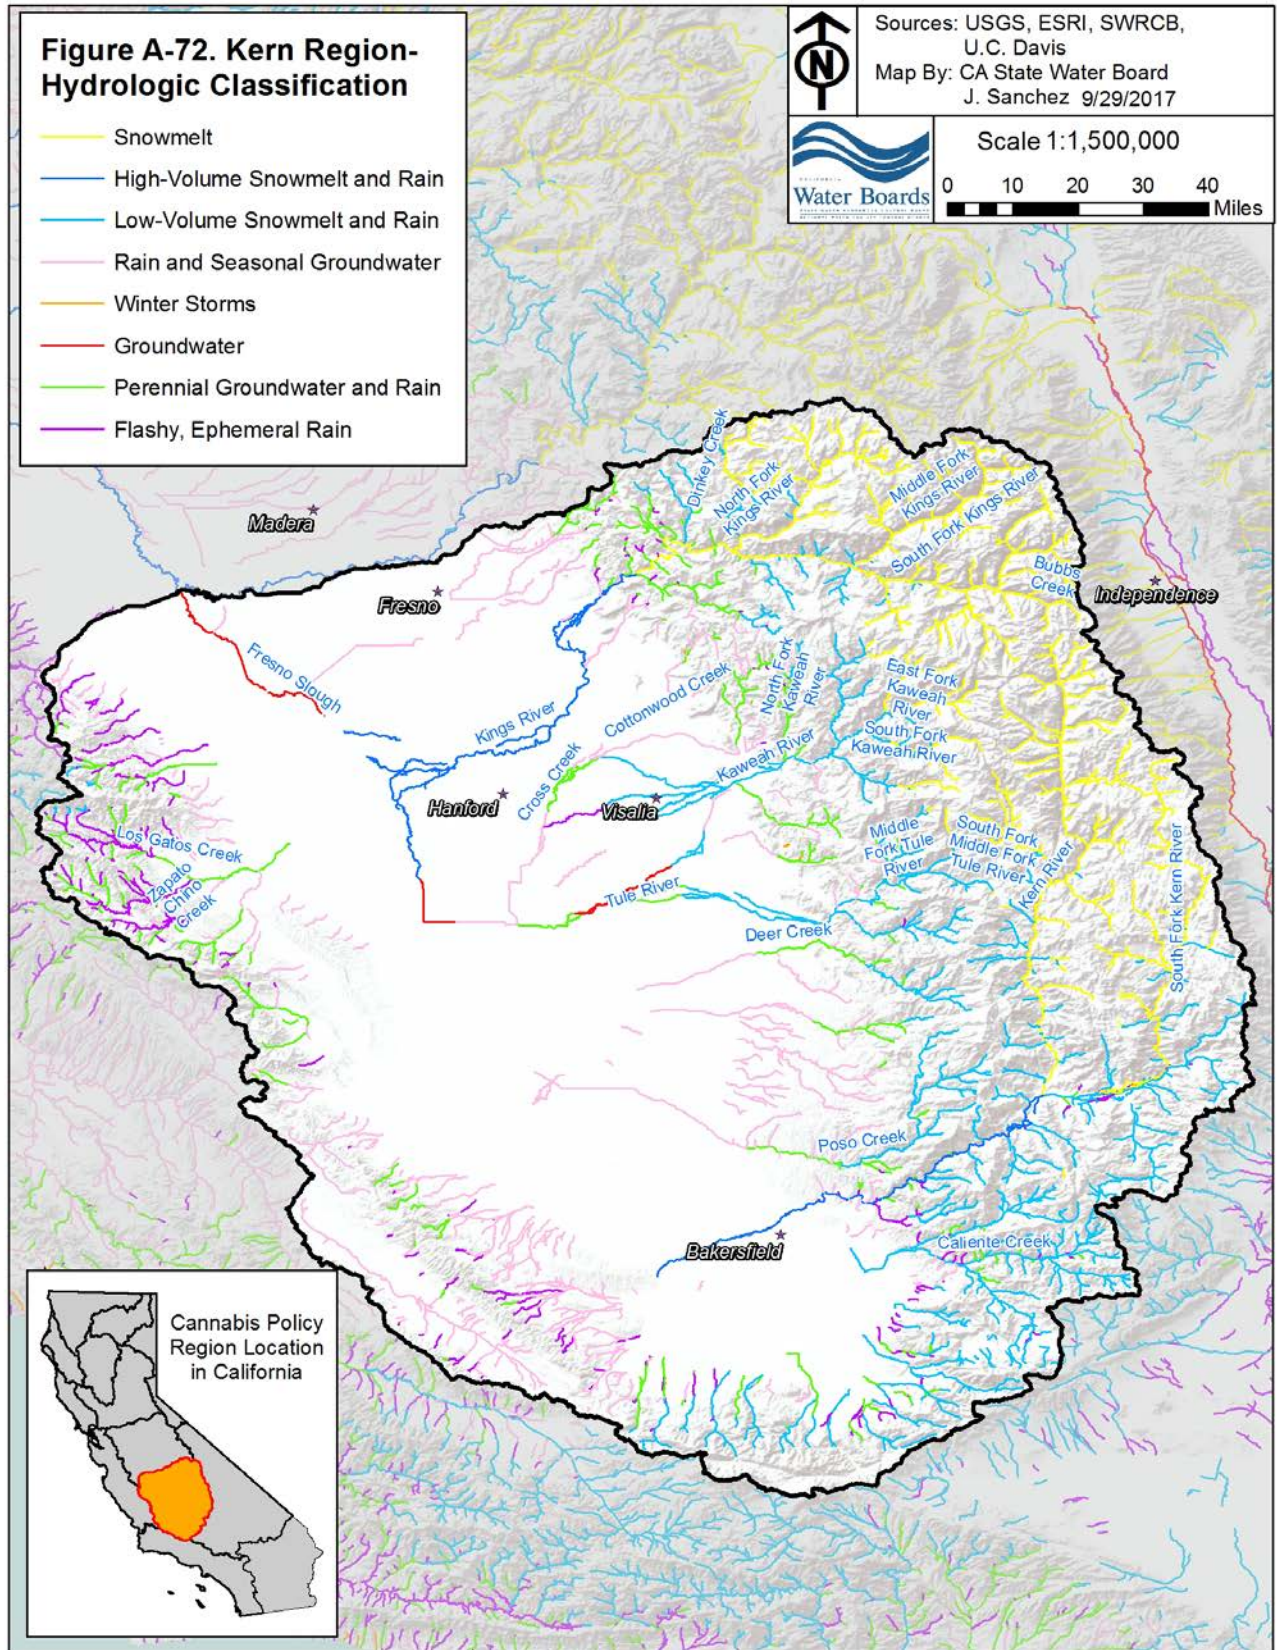 Figure A-72. Kern Region-
Hydrologic Classification
Snowmelt
High-Volume Snowmelt and Rain
Low-Volume Snowmelt and Rain
Rain and Seasonal Groundwater
Winter Storms
Groundwater
Perennial Groundwater and Rain
Flashy, Ephemeral Rain
N
Sources: USGS, ESRI, SWRCB,
U.C. Davis
Map By: CA State Water Board
J. Sanchez 9/29/2017
CALIFORNIA
Water Boards
Scale 1:1,500,000
0 10 20 30 40
Miles
Dinkey Creek
North Fork
Kings River
Middle Fork
Kings River
South Fork Kings River
Bubbs
Creek
Independence
Madera
Fresno
Fresno Slough
Kings River
Cottonwood Creek
North Fork
Kaweah
River
East Fork
Kaweah
River
South Fork
Kaweah River
Kaweah River
Cross Creek
Hanford
Visalia
Los Gatos Creek
Zapato
Chino
Creek
Middle
Fork Tule
River
South Fork
Middle Fork
Tule River
Kern River
South Fork Kern River
Tule River
Deer Creek
Poso Creek
Bakersfield
Caliente Creek
Cannabis Policy
Region Location
in California